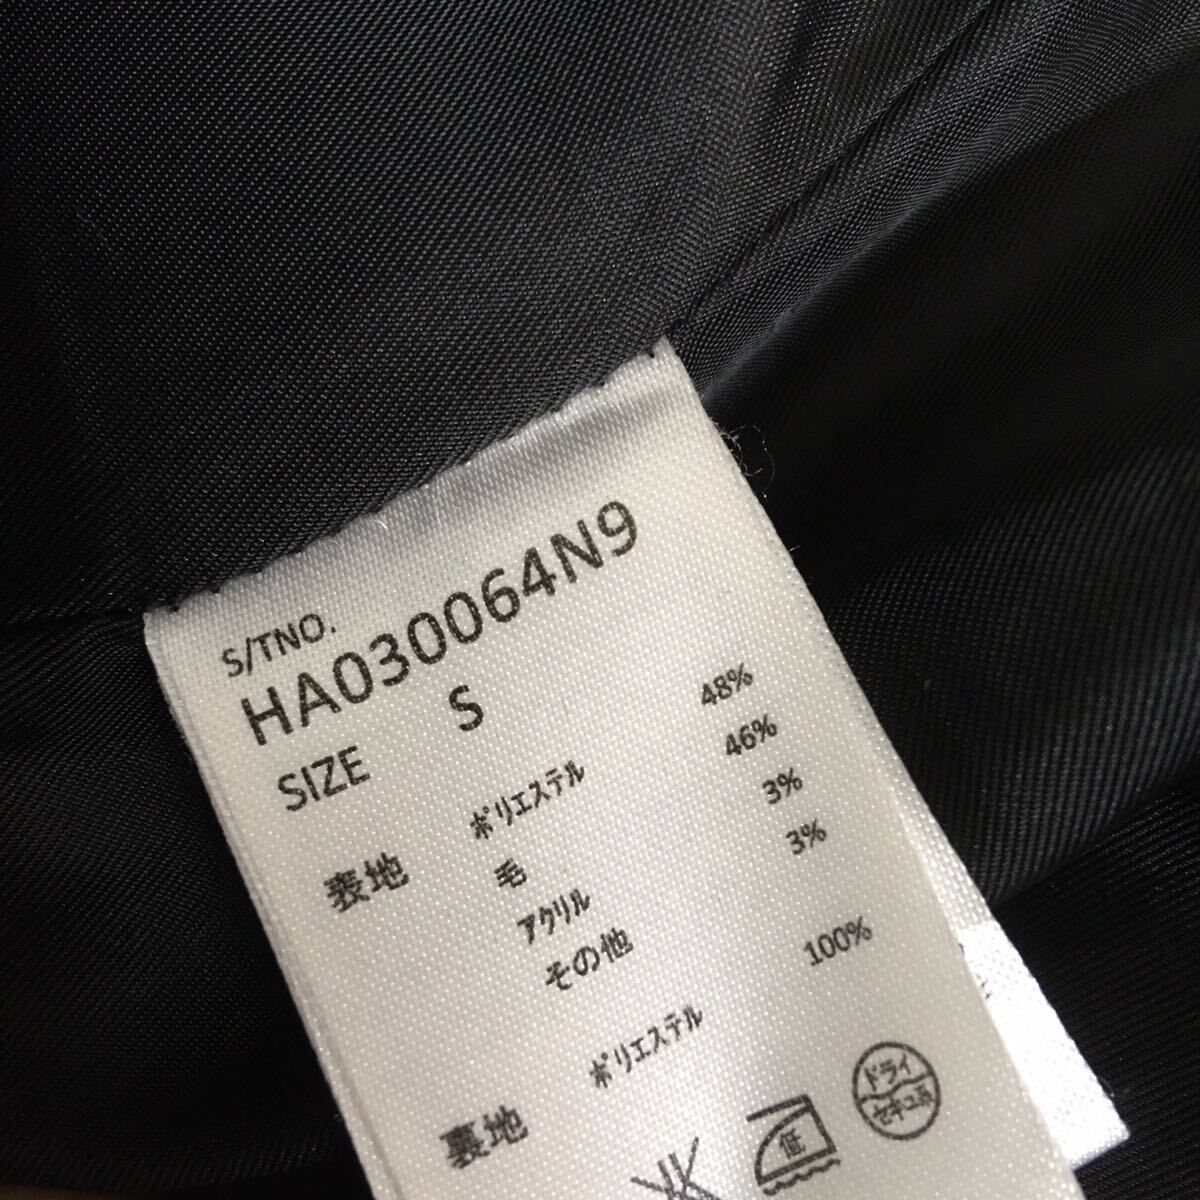 S/TNO.
HA030064N9
SIZE S
表地 ポリエステル 48%
毛 46%
アクリル 3%
その他 3%
裏地 ポリエステル 100%
低
ドライ
セキユ系